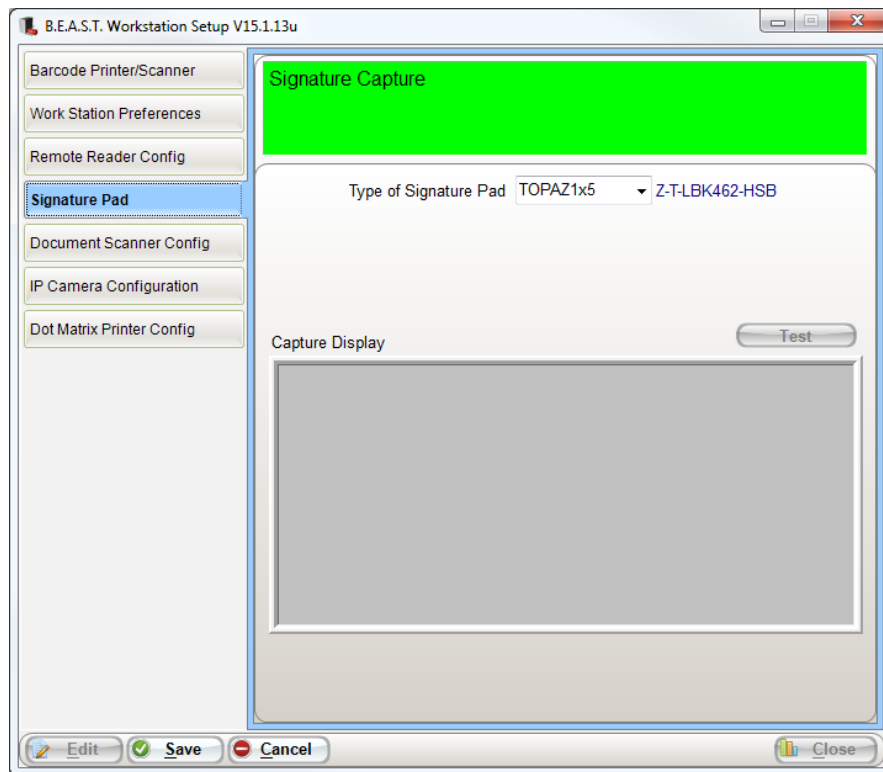 B.E.A.S.T. Workstation Setup V15.1.13u
Barcode Printer/Scanner
Work Station Preferences
Remote Reader Config
Signature Pad
Document Scanner Config
IP Camera Configuration
Dot Matrix Printer Config
Signature Capture
Type of Signature Pad TOPAZ1x5 Z-T-LBK462-HSB
Capture Display
Test
Edit Save Cancel Close